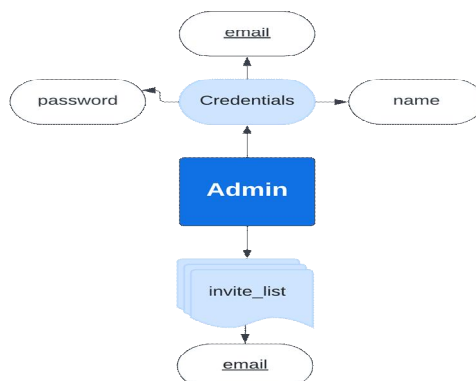 email
password
Credentials
name
Admin
invite_list
email